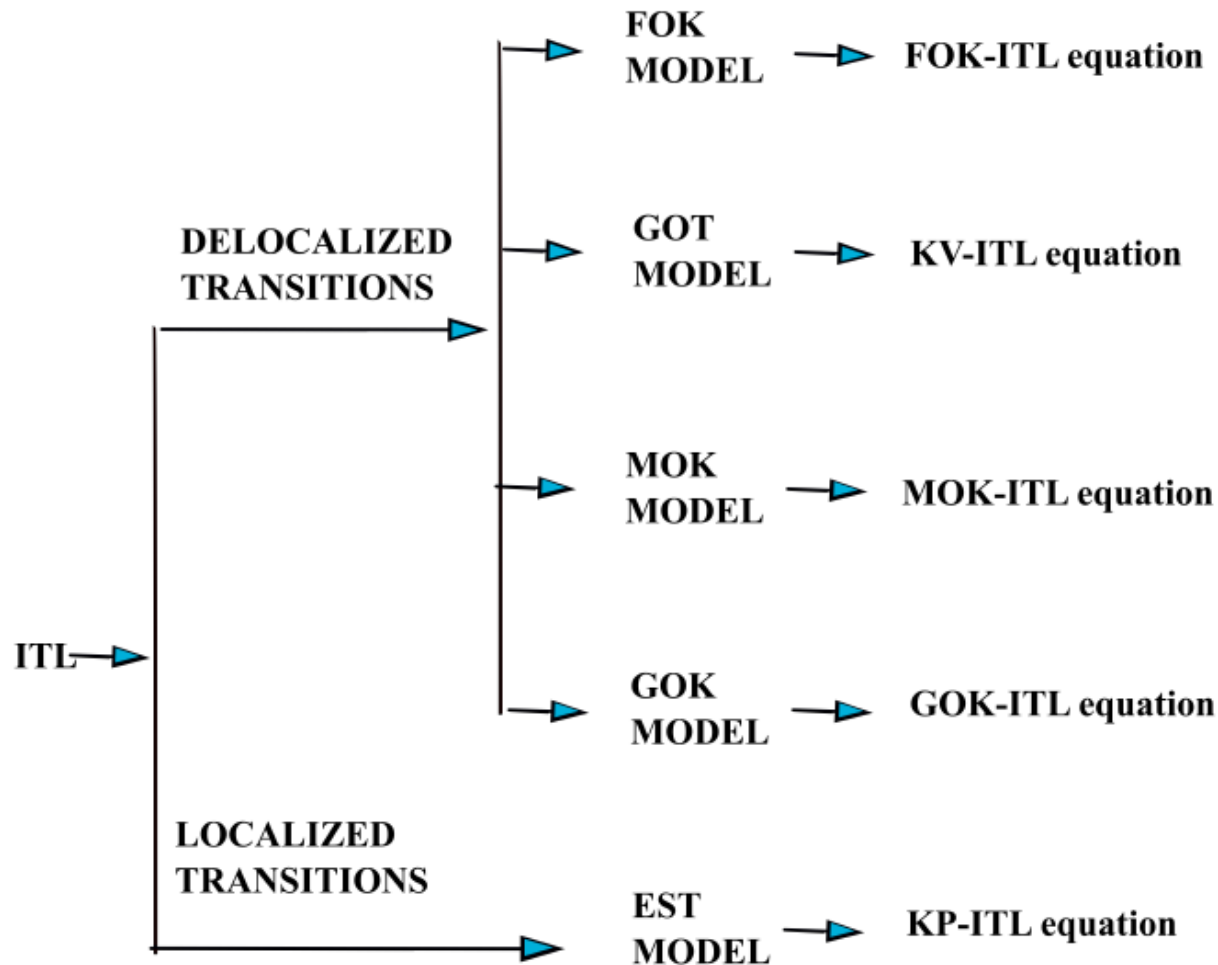 FOK
MODEL
FOK-ITL equation
GOT
MODEL
KV-ITL equation
DELOCALIZED
TRANSITIONS
MOK
MODEL
MOK-ITL equation
ITL
GOK
MODEL
GOK-ITL equation
LOCALIZED
TRANSITIONS
EST
MODEL
KP-ITL equation